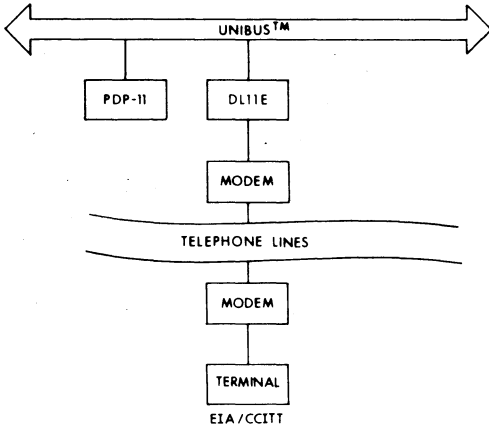 UNIBUS™
PDP-11
DL11E
MODEM
TELEPHONE LINES
MODEM
TERMINAL
EIA/CCITT